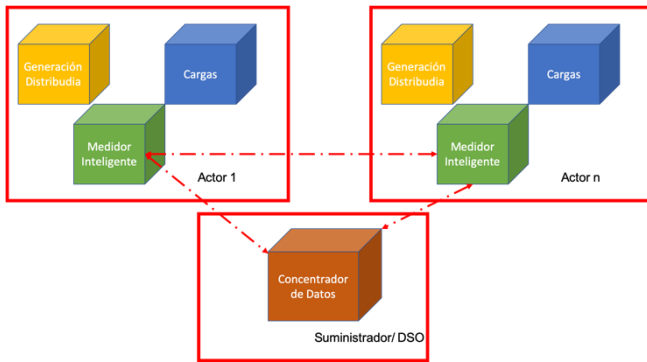 Generación
Distribudia
Cargas
Medidor
Inteligente
Actor 1
Generación
Distribudia
Cargas
Medidor
Inteligente
Actor n
Concentrador
de Datos
Suministrador/ DSO